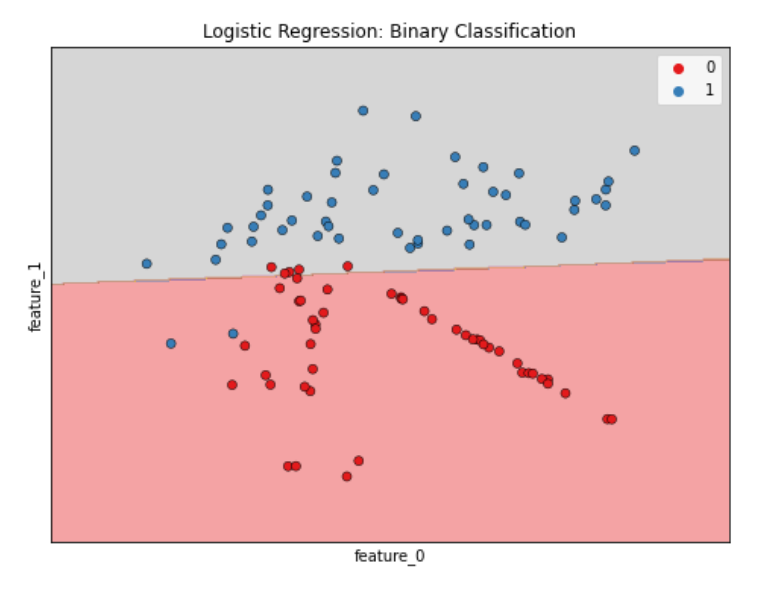 Logistic Regression: Binary Classification
0
1
feature_1
feature_0